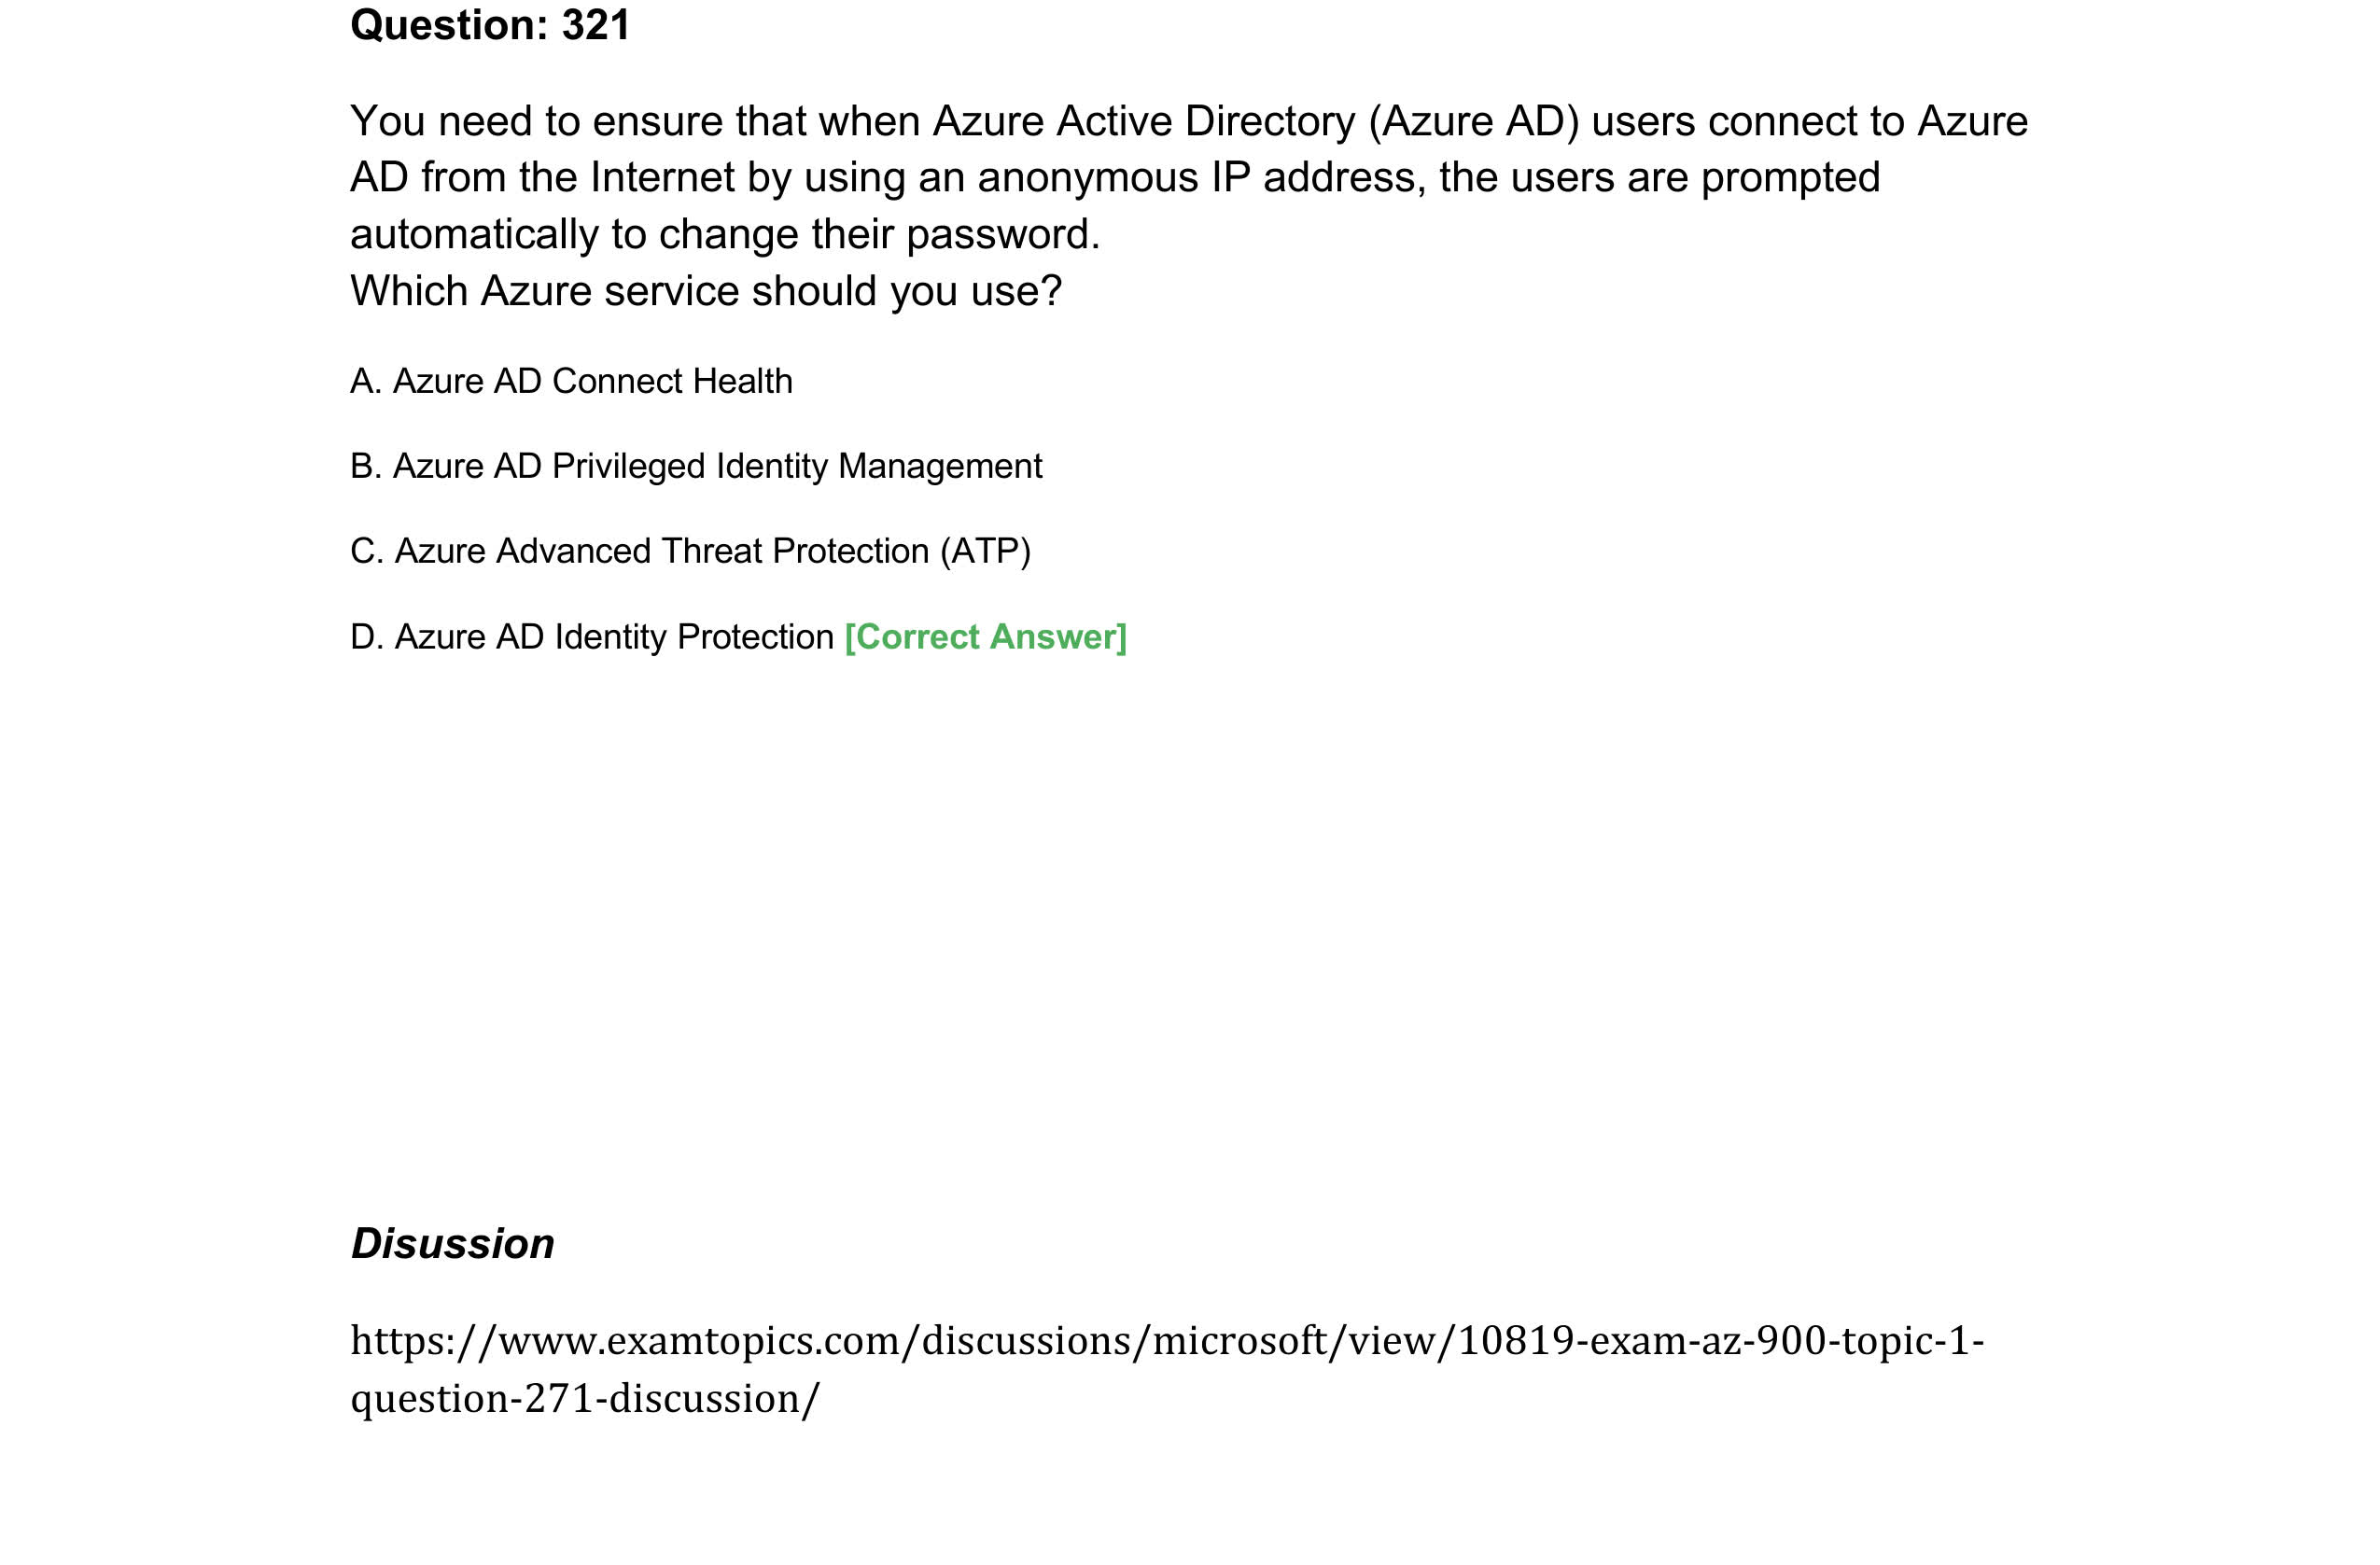 Question: 321
You need to ensure that when Azure Active Directory (Azure AD) users connect to Azure
AD from the Internet by using an anonymous IP address, the users are prompted
automatically to change their password.
Which Azure service should you use?
A. Azure AD Connect Health
B. Azure AD Privileged Identity Management
C. Azure Advanced Threat Protection (ATP)
D. Azure AD Identity Protection [Correct Answer]
Disussion
https://www.examtopics.com/discussions/microsoft/view/10819-exam-az-900-topic-1-
question-271-discussion/